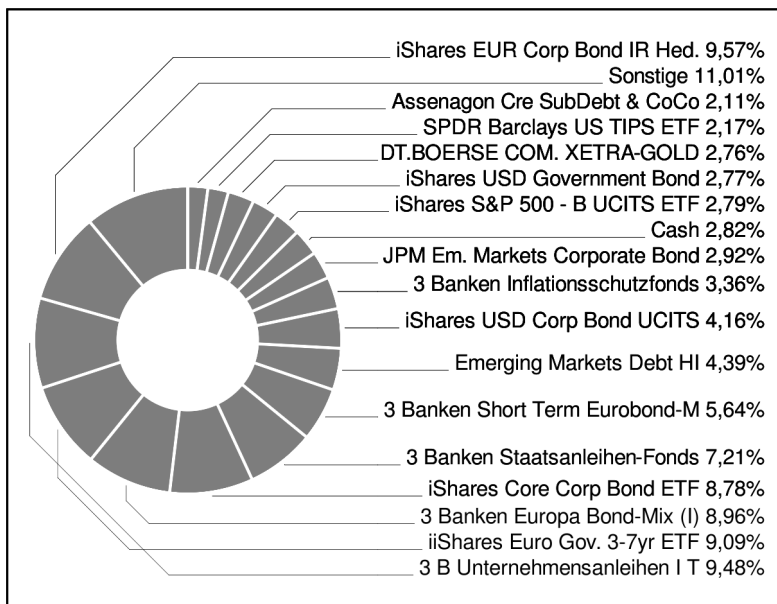 iShares EUR Corp Bond IR Hed. 9,57%
Sonstige 11,01%
Assenagon Cre SubDebt & CoCo 2,11%
SPDR Barclays US TIPS ETF 2,17%
DT.BOERSE COM. XETRA-GOLD 2,76%
iShares USD Government Bond 2,77%
iShares S&P 500 - B UCITS ETF 2,79%
Cash 2,82%
JPM Em. Markets Corporate Bond 2,92%
3 Banken Inflationsschutzfonds 3,36%
iShares USD Corp Bond UCITS 4,16%
Emerging Markets Debt HI 4,39%
3 Banken Short Term Eurobond-M 5,64%
3 Banken Staatsanleihen-Fonds 7,21%
iShares Core Corp Bond ETF 8,78%
3 Banken Europa Bond-Mix (I) 8,96%
iiShares Euro Gov. 3-7yr ETF 9,09%
3 B Unternehmensanleihen I T 9,48%